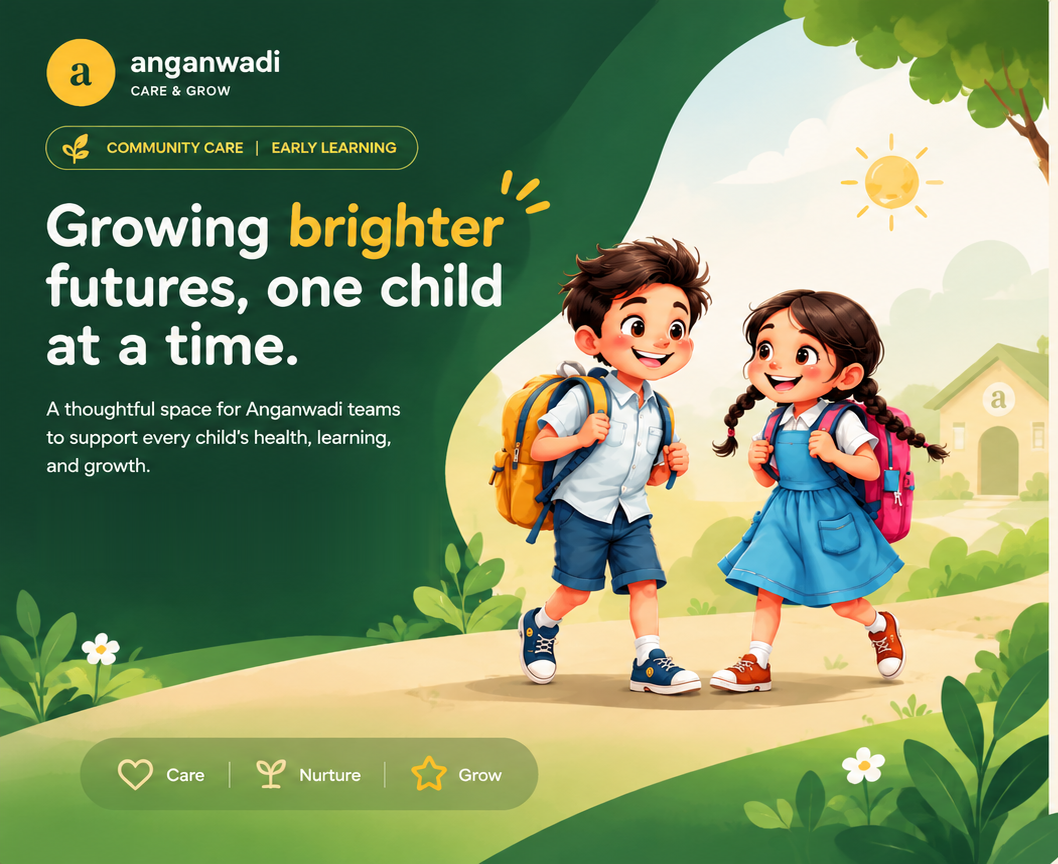 a
anganwadi
CARE & GROW
COMMUNITY CARE | EARLY LEARNING
Growing brighter
futures, one child
at a time.
A thoughtful space for Anganwadi teams
to support every child's health, learning,
and growth.
a
Care | Nurture | Grow